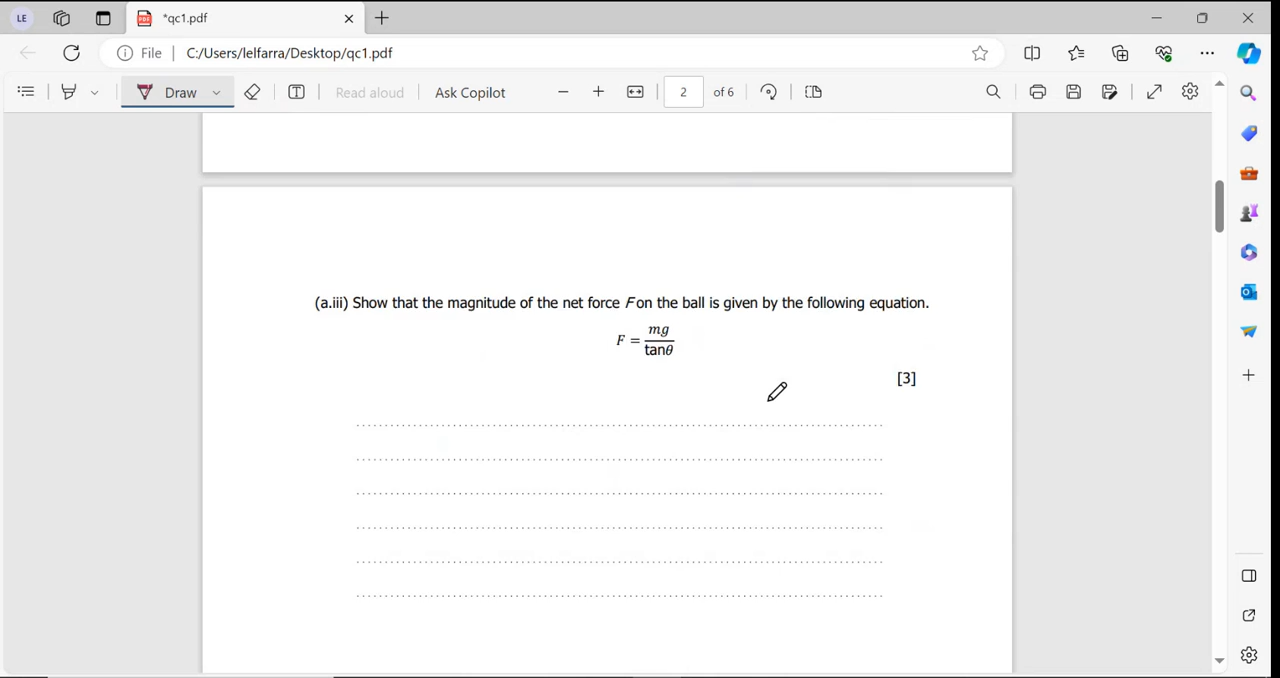 LE
*qc1.pdf
File
C:/Users/lelfarra/Desktop/qc1.pdf
Draw
Read aloud
Ask Copilot
2
of 6
(a.iii) Show that the magnitude of the net force F on the ball is given by the following equation.
F = mg / tanθ
[3]